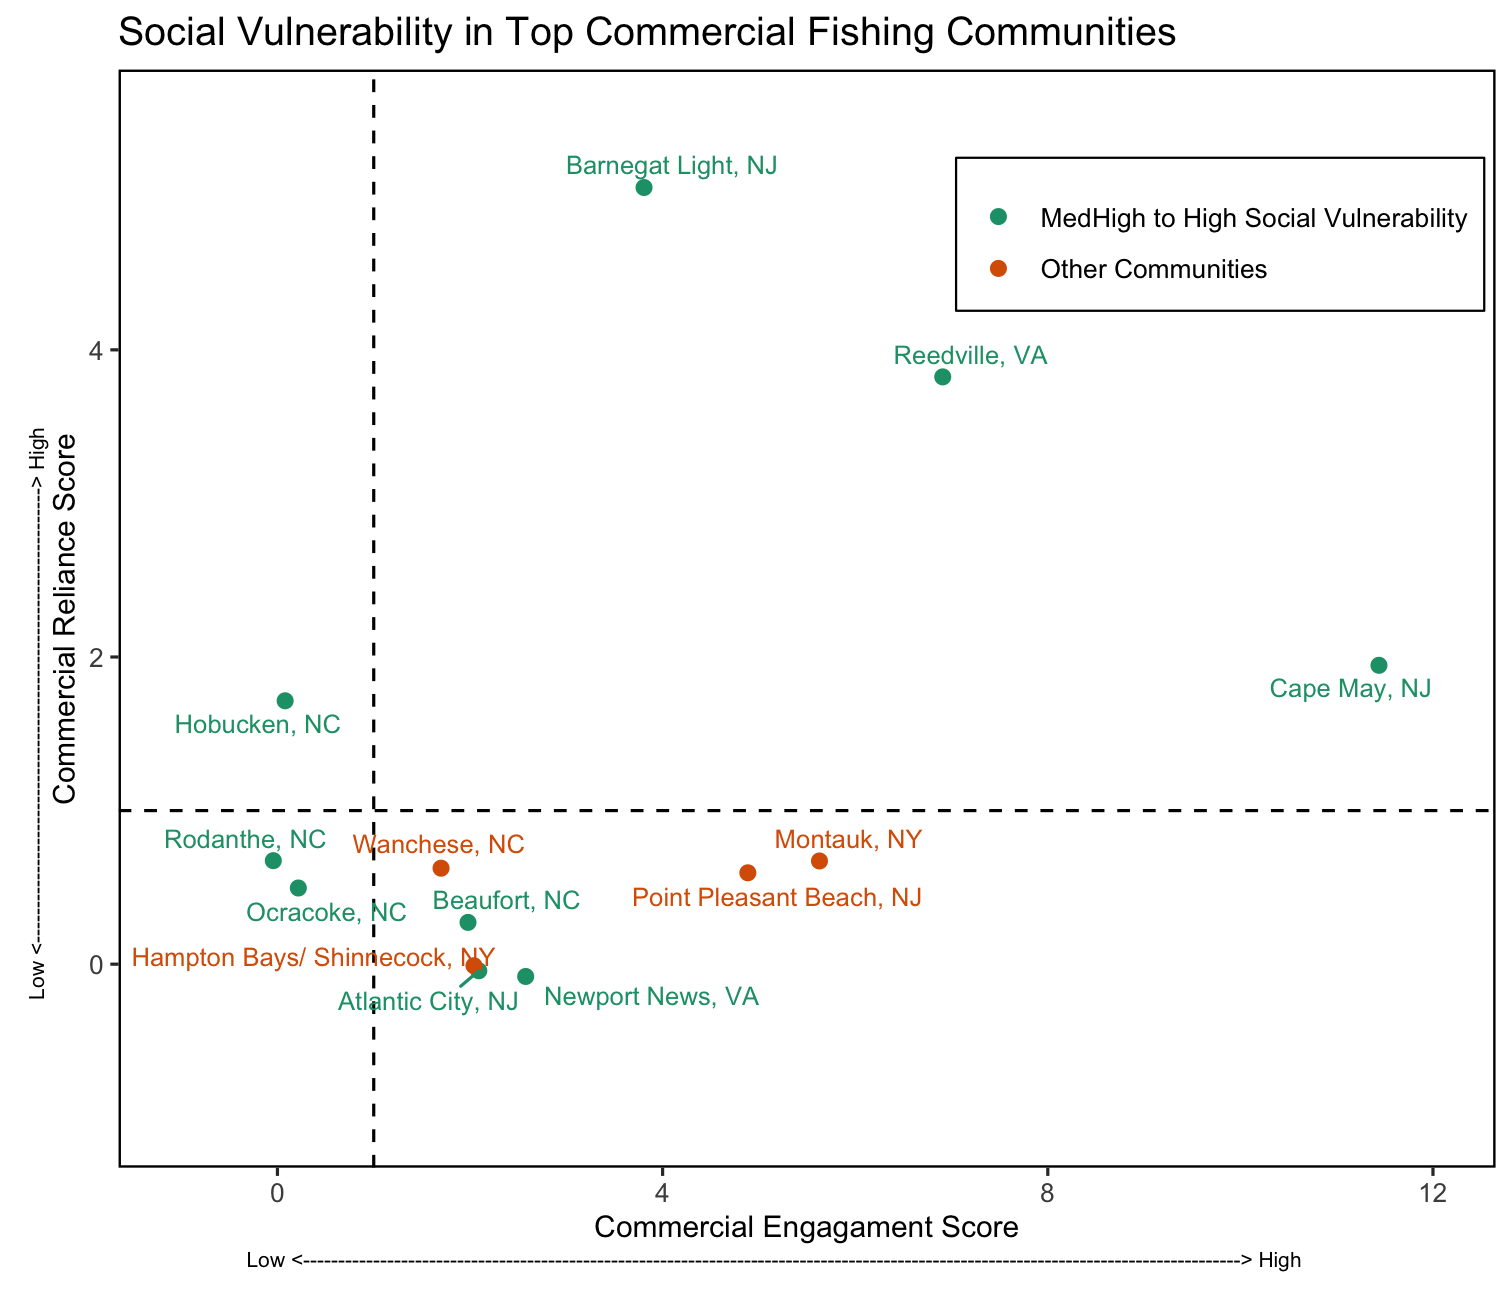 Social Vulnerability in Top Commercial Fishing Communities
Barnegat Light, NJ
MedHigh to High Social Vulnerability
Other Communities
Reedville, VA
4
Cape May, NJ
2
Hobucken, NC
Rodanthe, NC
Wanchese, NC
Montauk, NY
Point Pleasant Beach, NJ
Beaufort, NC
Ocracoke, NC
Hampton Bays/ Shinnecock, NY
0
Atlantic City, NJ
Newport News, VA
Commercial Reliance Score
Low <--------------------------------------------------------------------> High
0
4
8
12
Commercial Engagament Score
Low <----------------------------------------------------------------------------------------------------------------------------------------> High